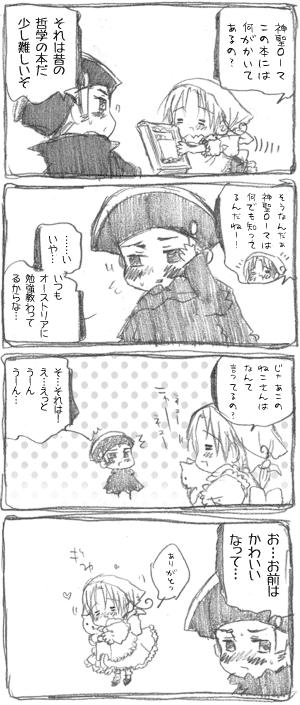 神聖ローマ
この本には
何がかいて
あるの？
それは昔の
哲学の本だ
少し難しいぞ
そうなんだぁ
神聖ローマは
何でも知って
るんだねー！
……い
いや…
いつも
オーストリアに
勉強教わって
るからな…
じゃあこの
ねこさんは
なんて
言ってるの？
そ…それは！
え…えっと
うーん
うーん…
お…お前は
かわいい
なって…
ありがとっ
ぎゅっ